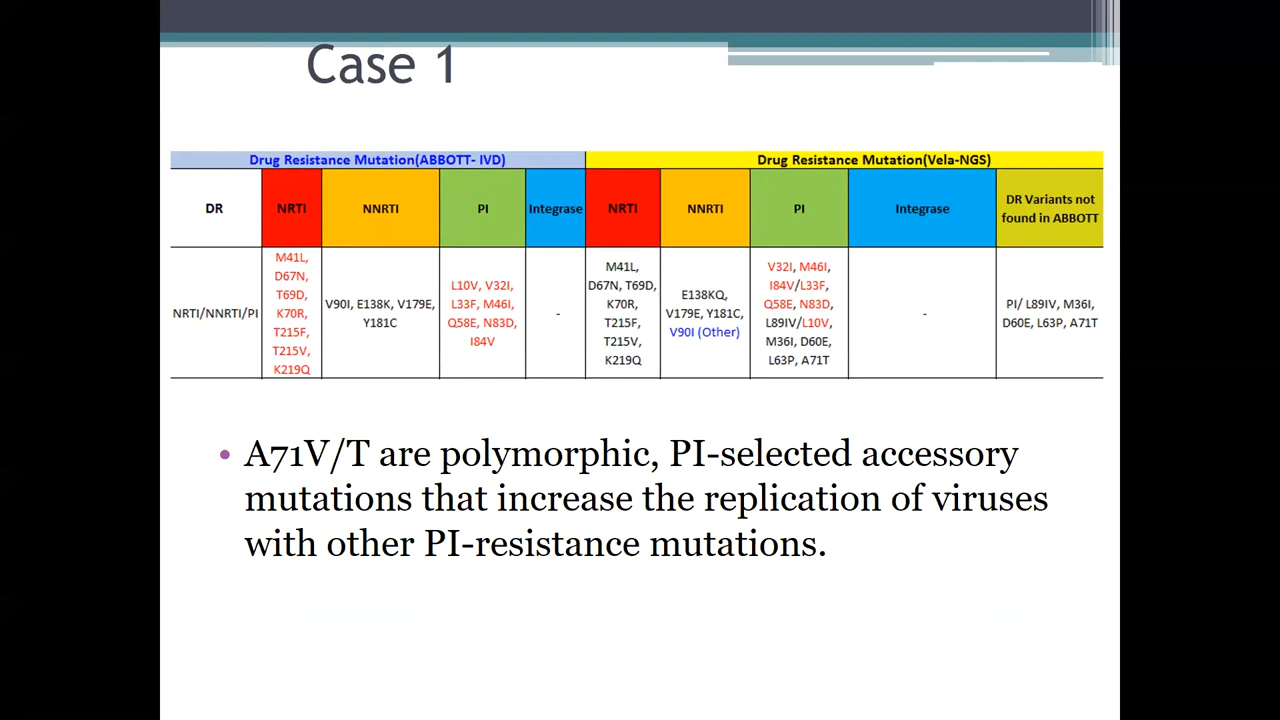 Case 1
Drug Resistance Mutation(ABBOTT- IVD)
Drug Resistance Mutation(Vela-NGS)
DR
NRTI
NNRTI
PI
Integrase
NRTI
NNRTI
PI
Integrase
DR Variants not
found in ABBOTT
NRTI/NNRTI/PI
M41L,
D67N,
T69D,
K70R,
T215F,
T215V,
K219Q
V90I, E138K, V179E,
Y181C
L10V, V32I,
L33F, M46I,
Q58E, N83D,
I84V
-
M41L,
D67N, T69D,
K70R,
T215F,
T215V,
K219Q
E138KQ,
V179E, Y181C,
V90I (Other)
V32I, M46I,
I84V/L33F,
Q58E, N83D,
L89IV/L10V,
M36I, D60E,
L63P, A71T
-
PI/ L89IV, M36I,
D60E, L63P, A71T
• A71V/T are polymorphic, PI-selected accessory
mutations that increase the replication of viruses
with other PI-resistance mutations.